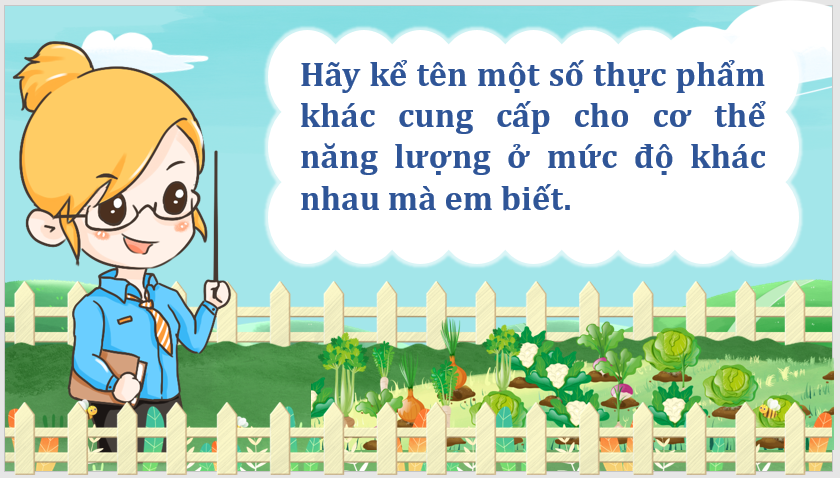 Hãy kể tên một số thực phẩm
khác cung cấp cho cơ thể
năng lượng ở mức độ khác
nhau mà em biết.